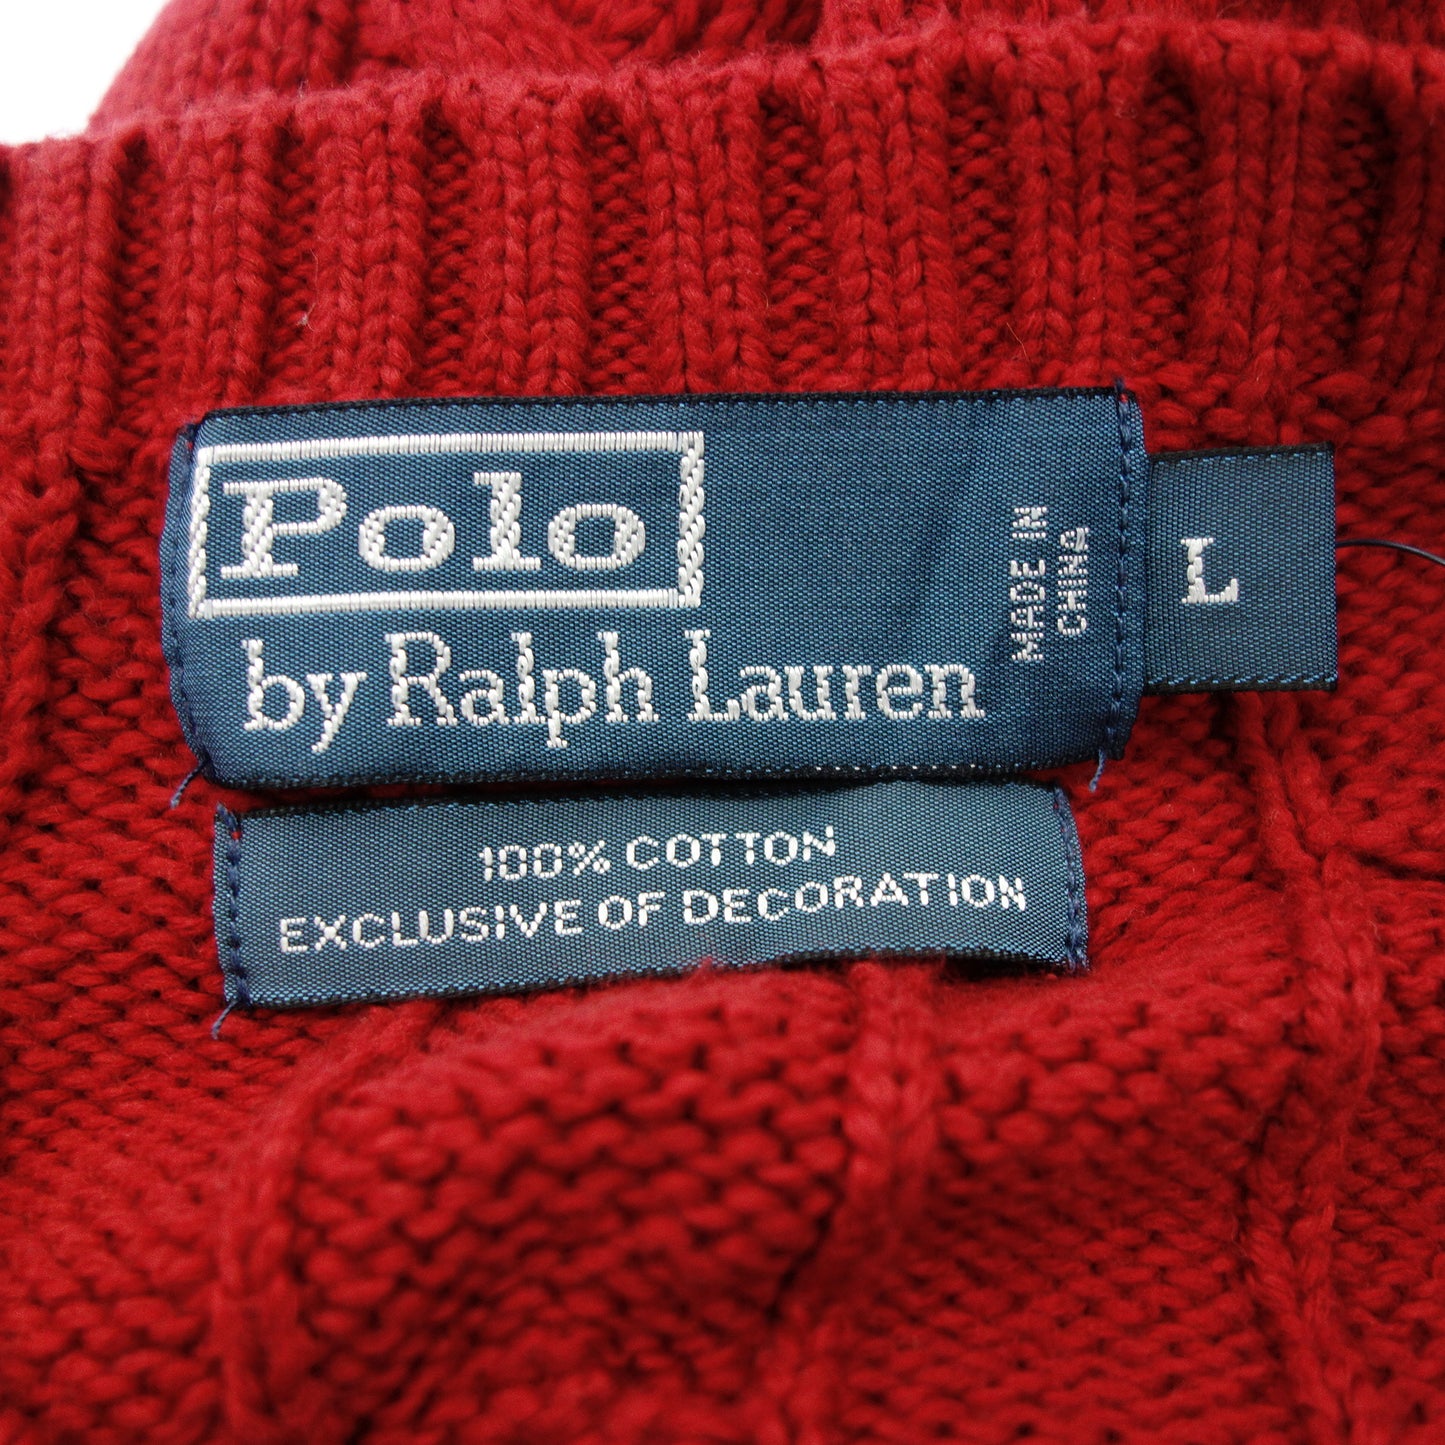 Polo
by Ralph Lauren
MADE IN
CHINA
L
100% COTTON
EXCLUSIVE OF DECORATION